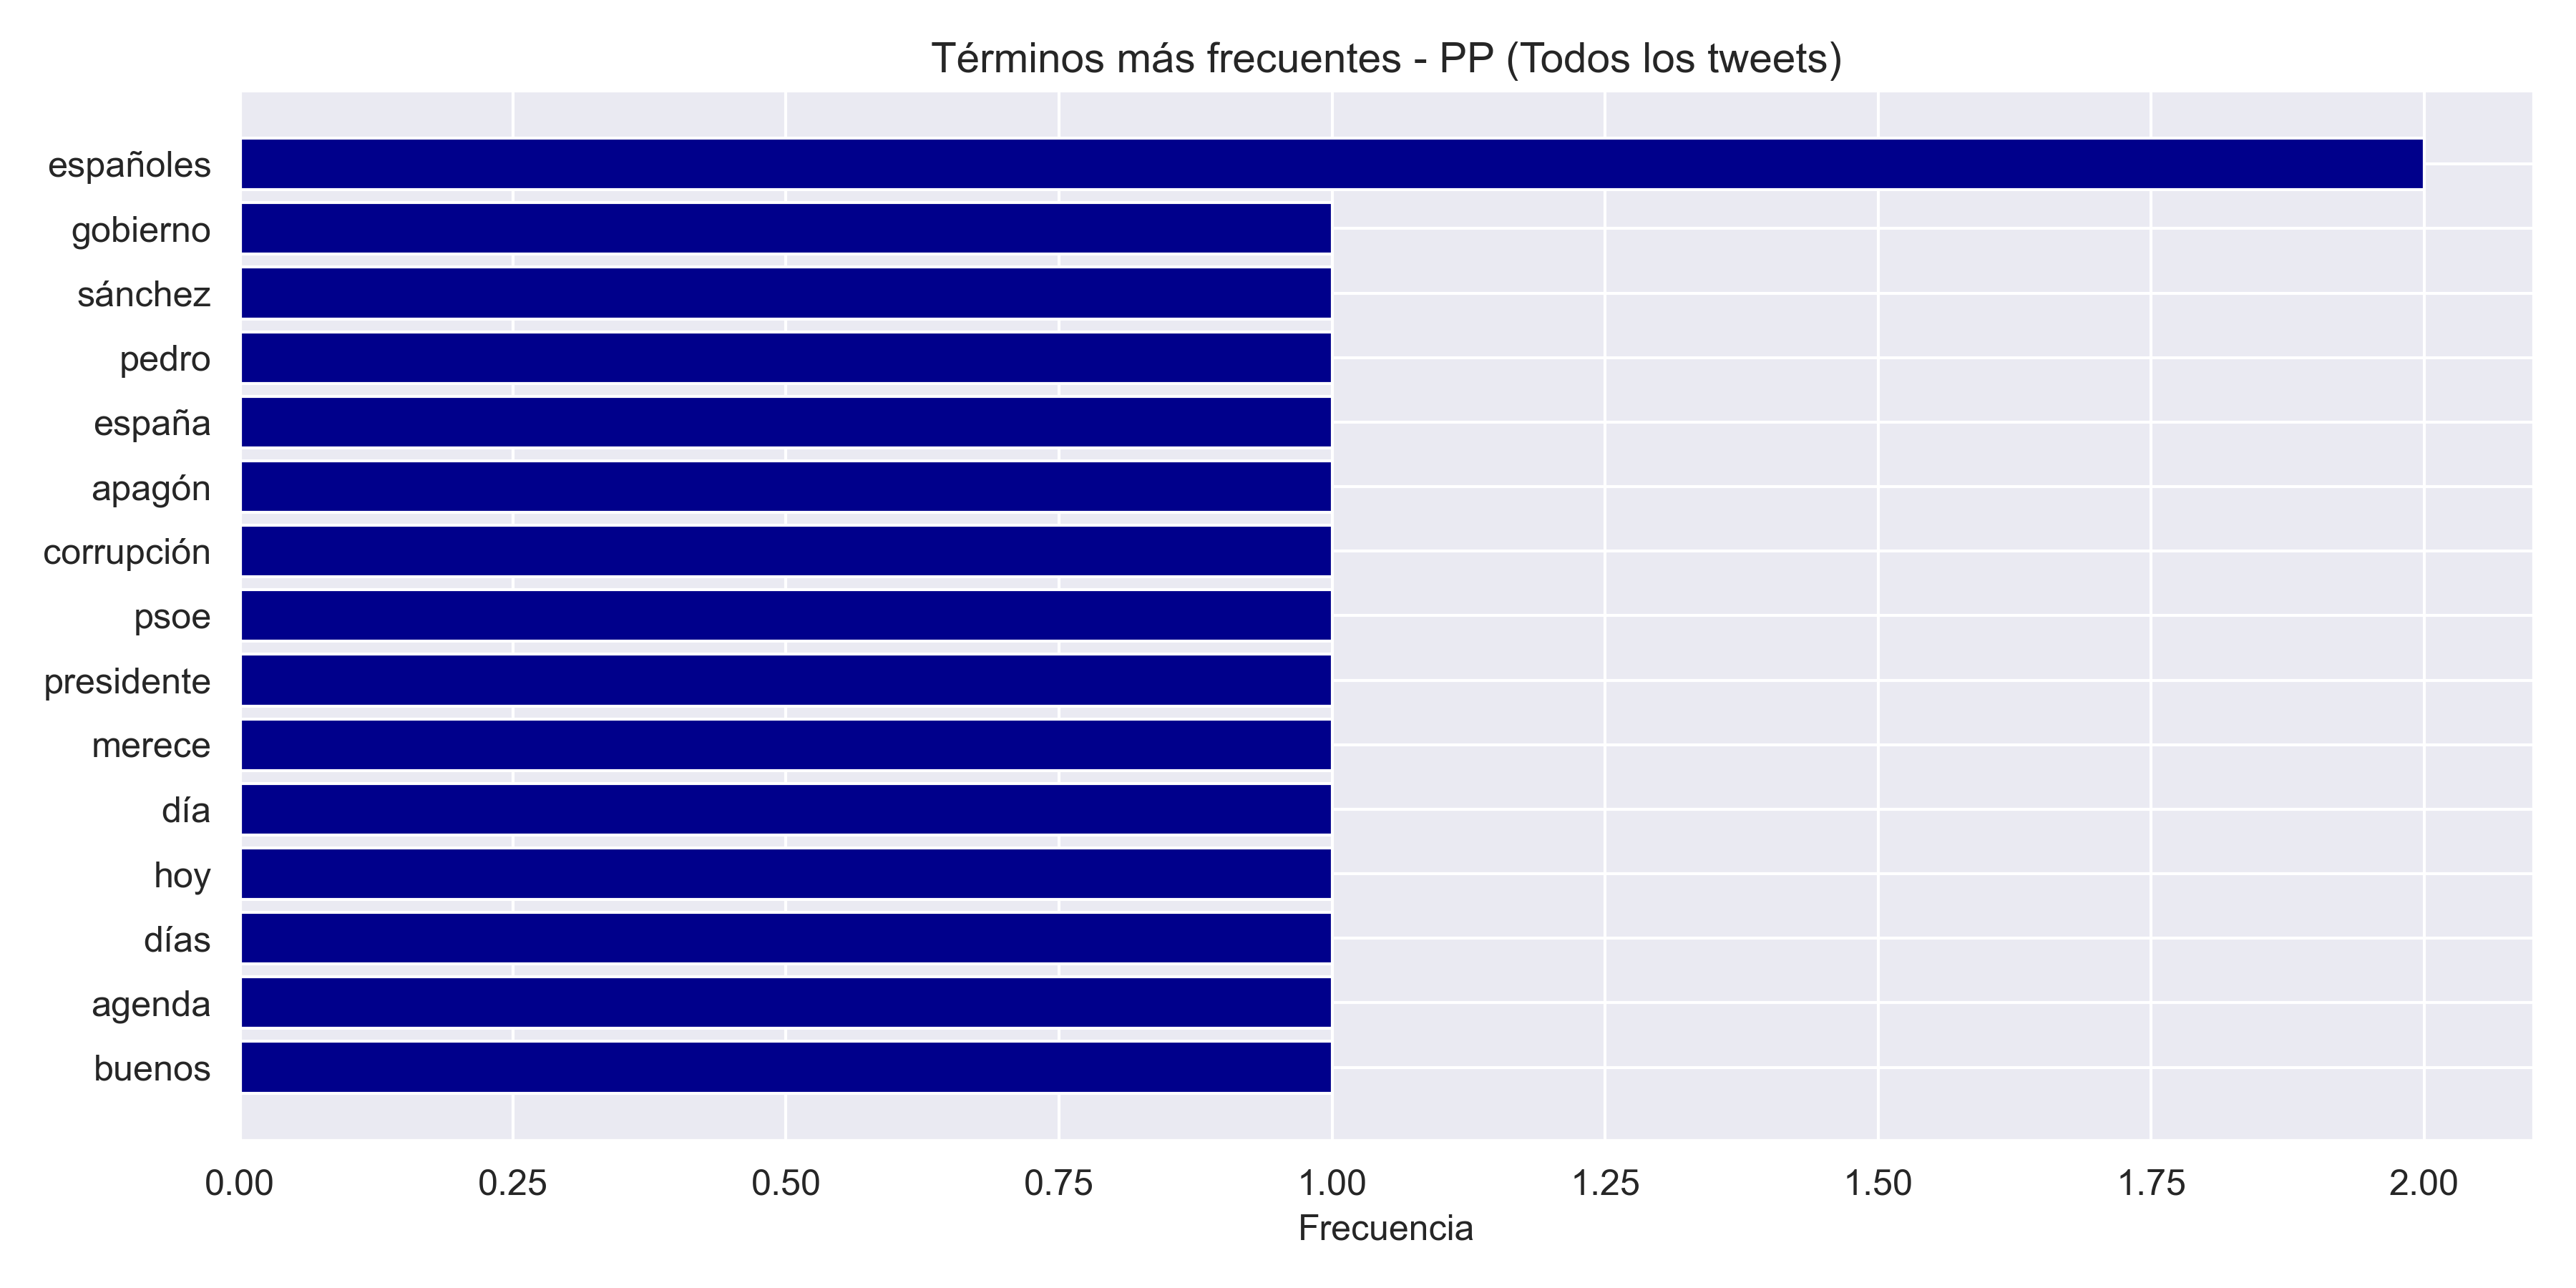 Términos más frecuentes - PP (Todos los tweets)
españoles
gobierno
sánchez
pedro
españa
apagón
corrupción
psoe
presidente
merece
día
hoy
días
agenda
buenos
0.00 0.25 0.50 0.75 1.00 1.25 1.50 1.75 2.00
Frecuencia